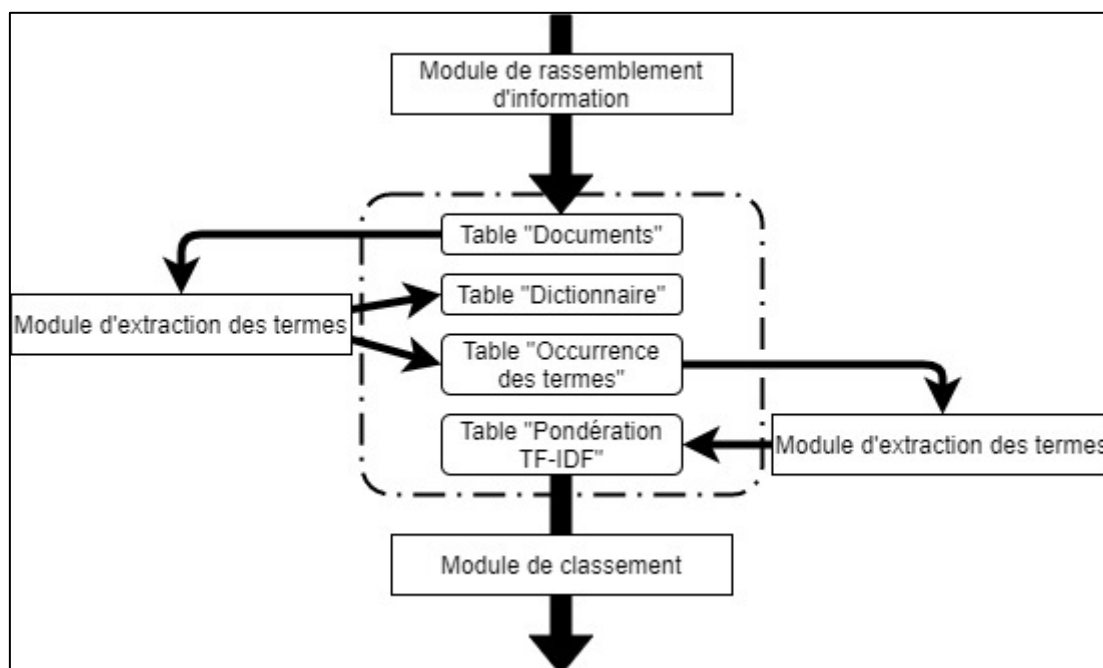 Module de rassemblement
d'information
Table "Documents"
Table "Dictionnaire"
Module d'extraction des termes
Table "Occurrence
des termes"
Table "Pondération
TF-IDF"
Module d'extraction des termes
Module de classement